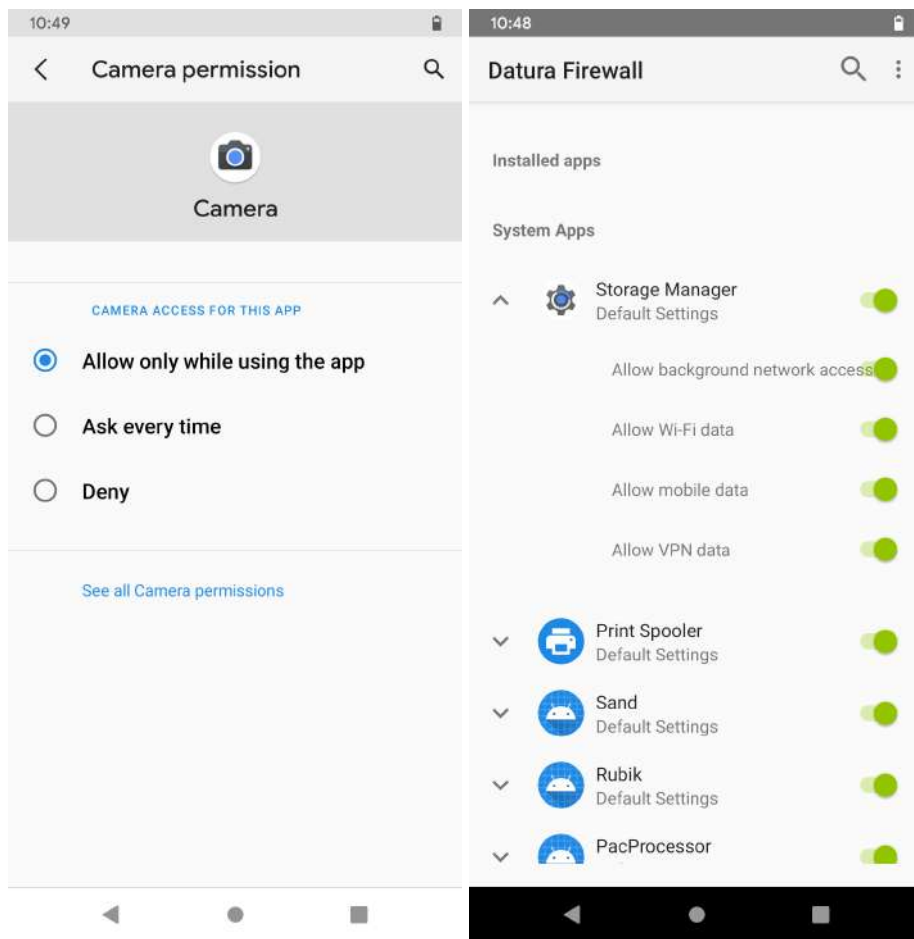 10:49
Camera permission
Camera
CAMERA ACCESS FOR THIS APP
Allow only while using the app
Ask every time
Deny
See all Camera permissions
10:48
Datura Firewall
Installed apps
System Apps
Storage Manager
Default Settings
Allow background network access
Allow Wi-Fi data
Allow mobile data
Allow VPN data
Print Spooler
Default Settings
Sand
Default Settings
Rubik
Default Settings
PacProcessor